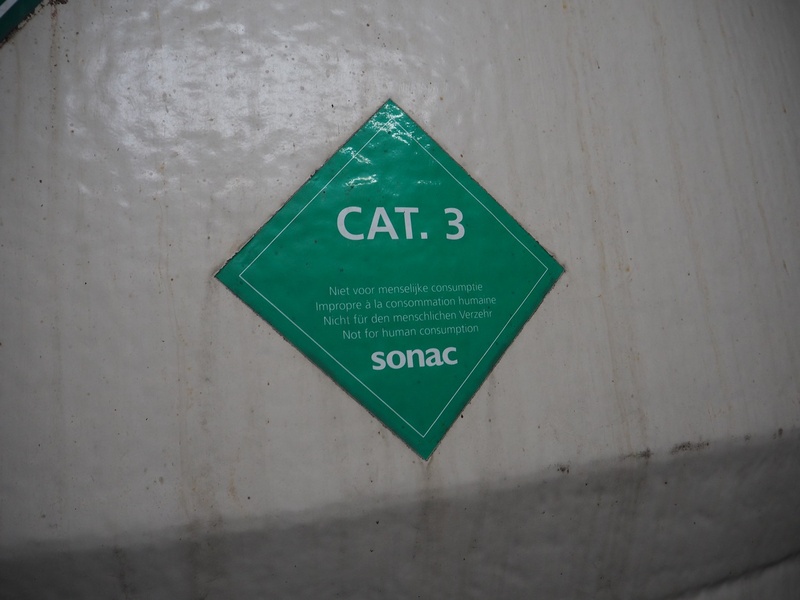 CAT. 3
Niet voor menselijke consumptie
Impropre à la consommation humaine
Nicht für den menschlichen Verzehr
Not for human consumption
sonac